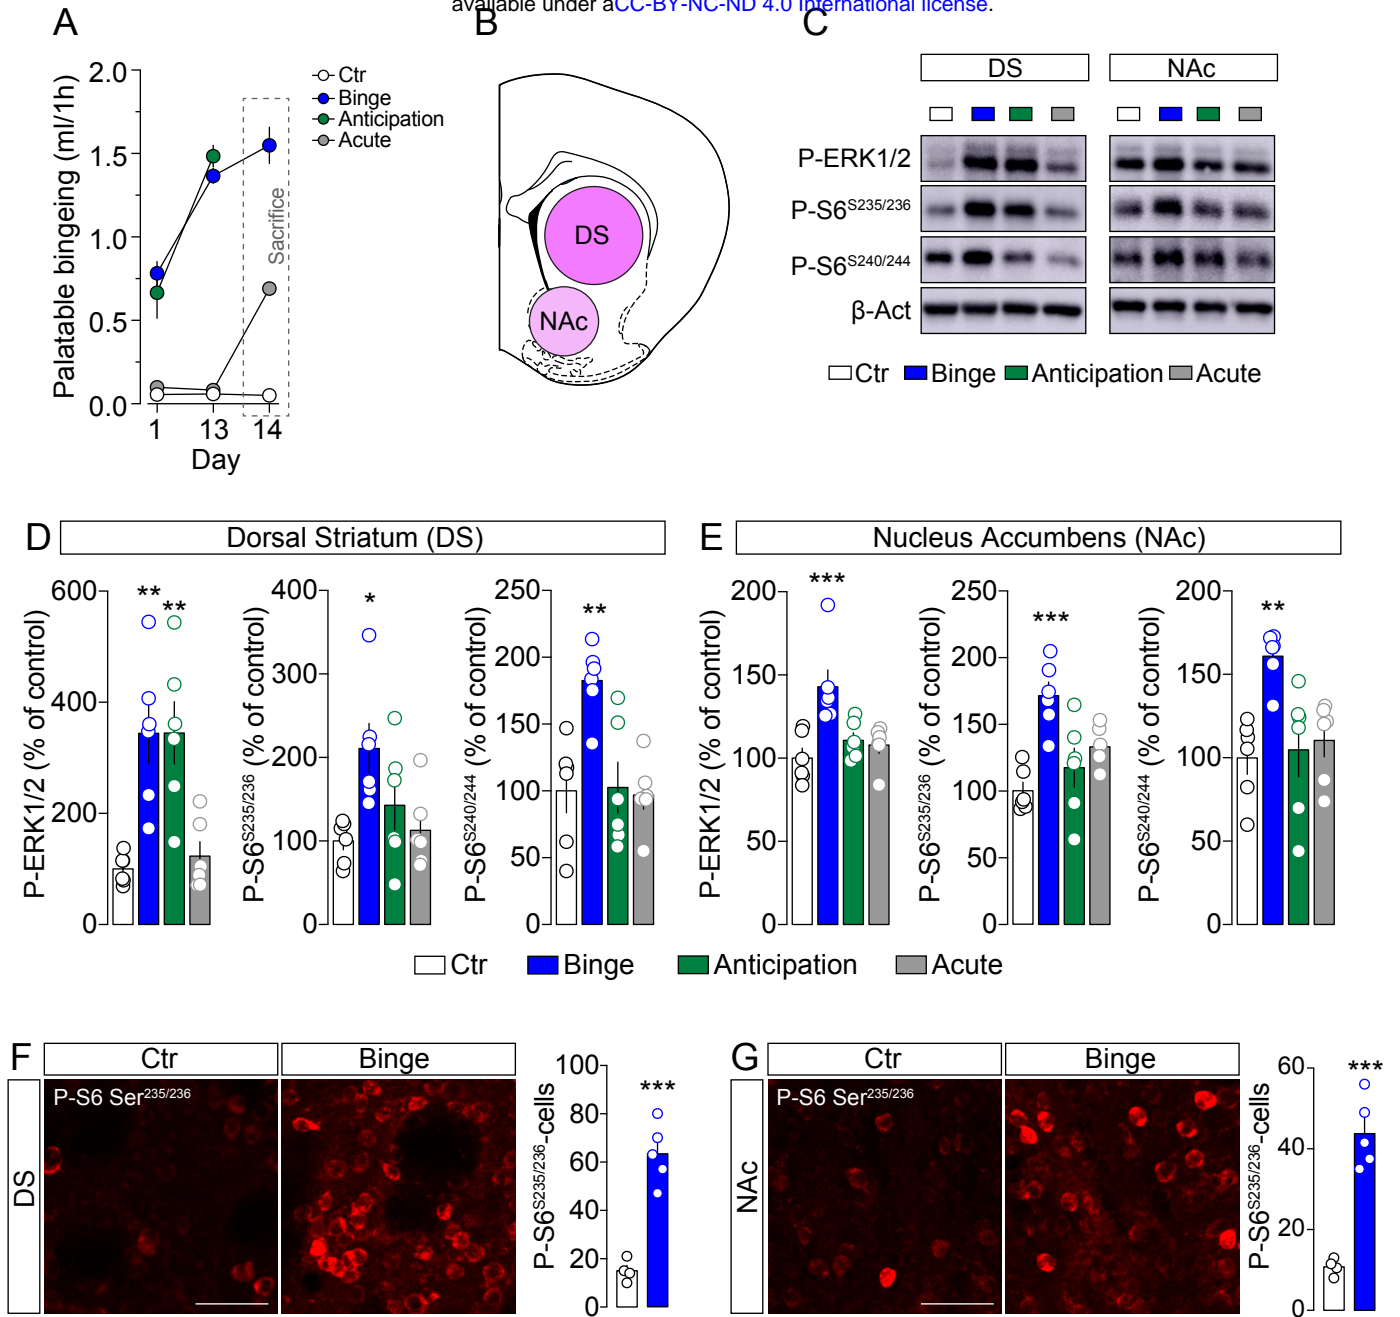 available under aCC-BY-NC-ND 4.0 International license.
A
Palatable bingeing (ml/1h)
2.0
1.5
1.0
0.5
0.0
1 13 14
Day
Sacrifice
Ctr
Binge
Anticipation
Acute
B
DS
NAc
C
DS NAc
P-ERK1/2
P-S6S235/236
P-S6S240/244
β-Act
Ctr Binge Anticipation Acute
D
Dorsal Striatum (DS)
P-ERK1/2 (% of control)
600
400
200
0
** **
P-S6S235/236 (% of control)
400
300
200
100
0
*
P-S6S240/244 (% of control)
250
200
150
100
50
0
**
E
Nucleus Accumbens (NAc)
P-ERK1/2 (% of control)
200
150
100
50
0
***
P-S6S235/236 (% of control)
250
200
150
100
50
0
***
P-S6S240/244 (% of control)
200
150
100
50
0
**
Ctr Binge Anticipation Acute
F
Ctr Binge
DS
P-S6 Ser235/236
P-S6S235/236-cells
100
80
60
40
20
0
***
G
Ctr Binge
NAc
P-S6 Ser235/236
P-S6S235/236-cells
60
40
20
0
***